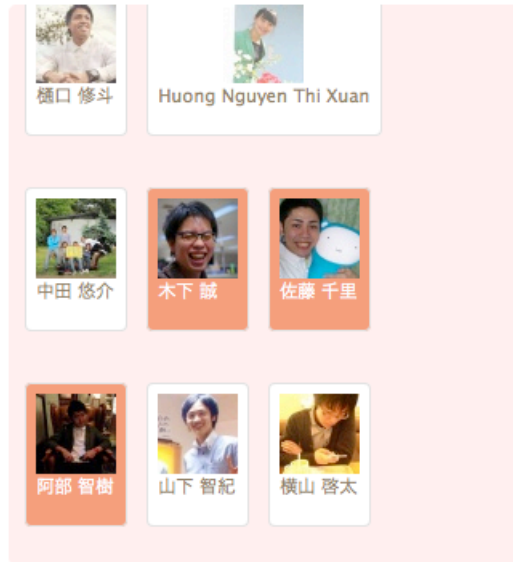 樋口 修斗
Huong Nguyen Thi Xuan
中田 悠介
木下 誠
佐藤 千里
阿部 智樹
山下 智紀
横山 啓太